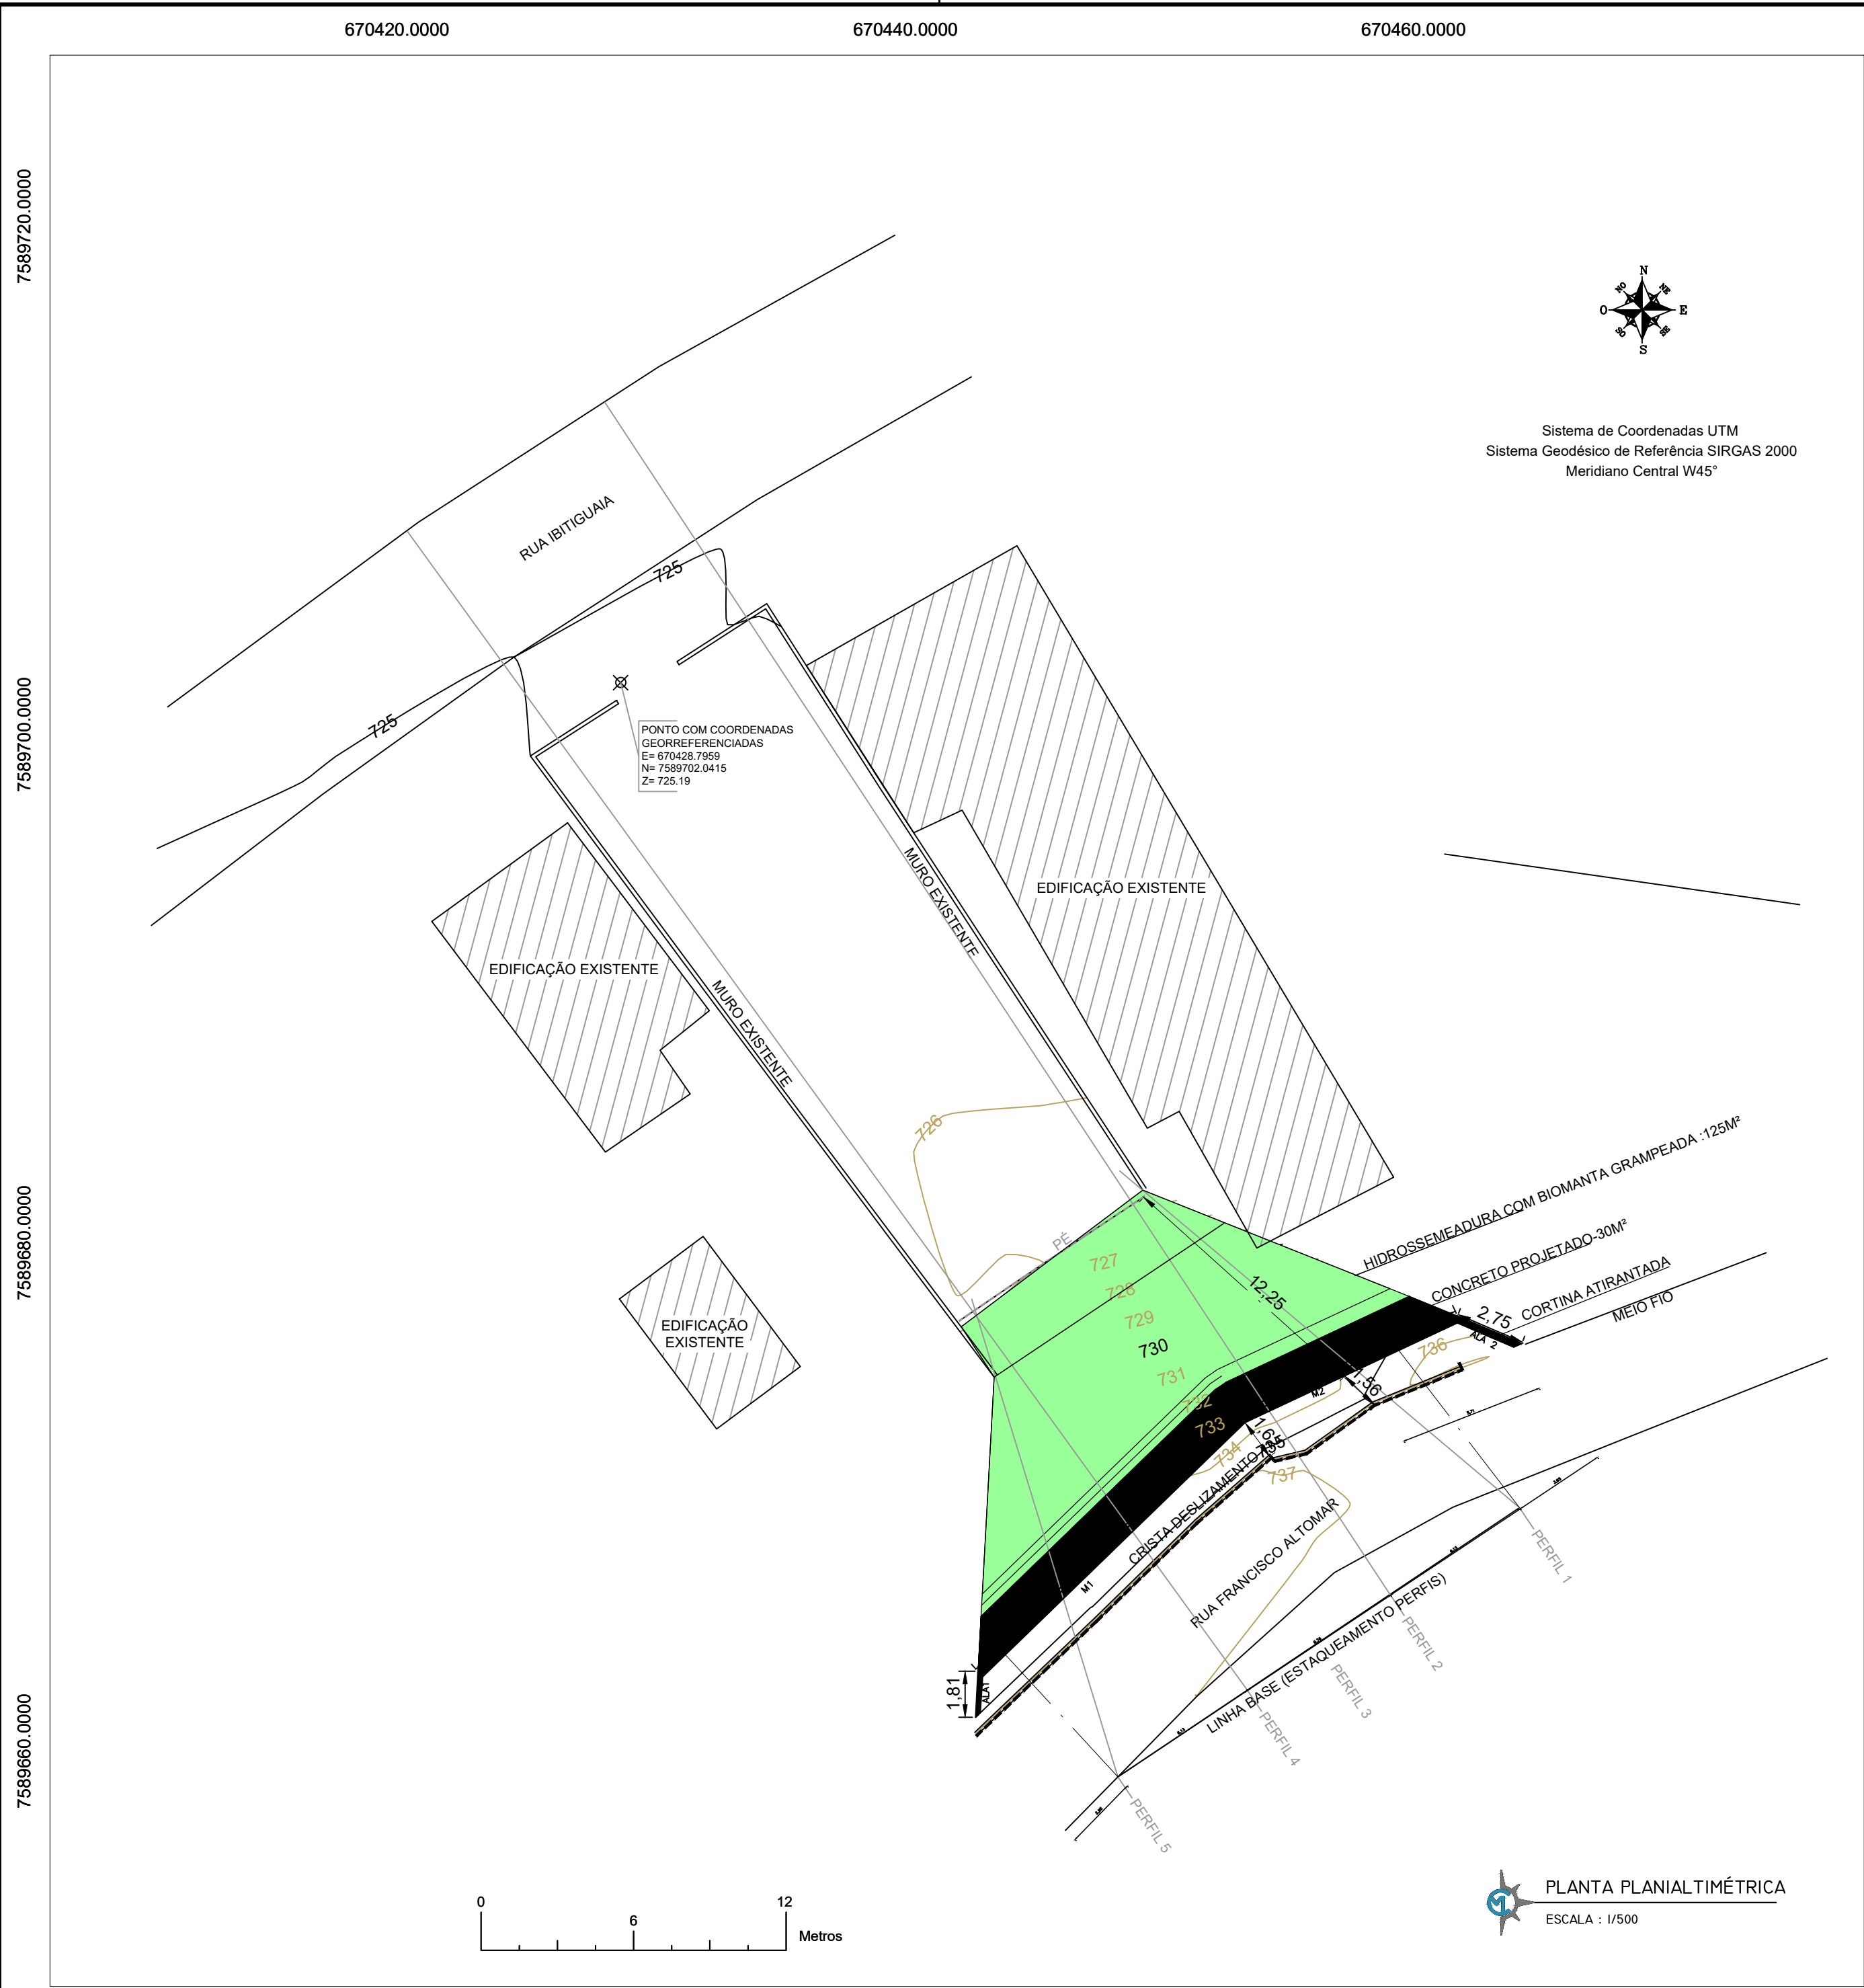 670420.0000
670440.0000
670460.0000
7589720.0000
7589700.0000
7589680.0000
7589660.0000
N
NO
NE
O
E
SO
SE
S
Sistema de Coordenadas UTM
Sistema Geodésico de Referência SIRGAS 2000
Meridiano Central W45°
RUA IBITIGUAIA
725
725
PONTO COM COORDENADAS
GEORREFERENCIADAS
E= 670428.7959
N= 7589702.0415
Z= 725.19
MURO EXISTENTE
EDIFICAÇÃO EXISTENTE
EDIFICAÇÃO EXISTENTE
MURO EXISTENTE
726
HIDROSSEMEADURA COM BIOMANTA GRAMPEADA :125M²
CONCRETO PROJETADO-30M²
CORTINA ATIRANTADA
MEIO FIO
PÉ
727
728
729
730
731
732
733
734
735
736
737
12,25
2,75
ALA 2
1,56
M2
EDIFICAÇÃO
EXISTENTE
CRISTA DESLIZAMENTO
M1
RUA FRANCISCO ALTOMAR
1,81
ALA1
LINHA BASE (ESTAQUEAMENTO PERFIS)
PERFIL 1
PERFIL 2
PERFIL 3
PERFIL 4
PERFIL 5
0
6
12
Metros
PLANTA PLANIALTIMÉTRICA
ESCALA : 1/500